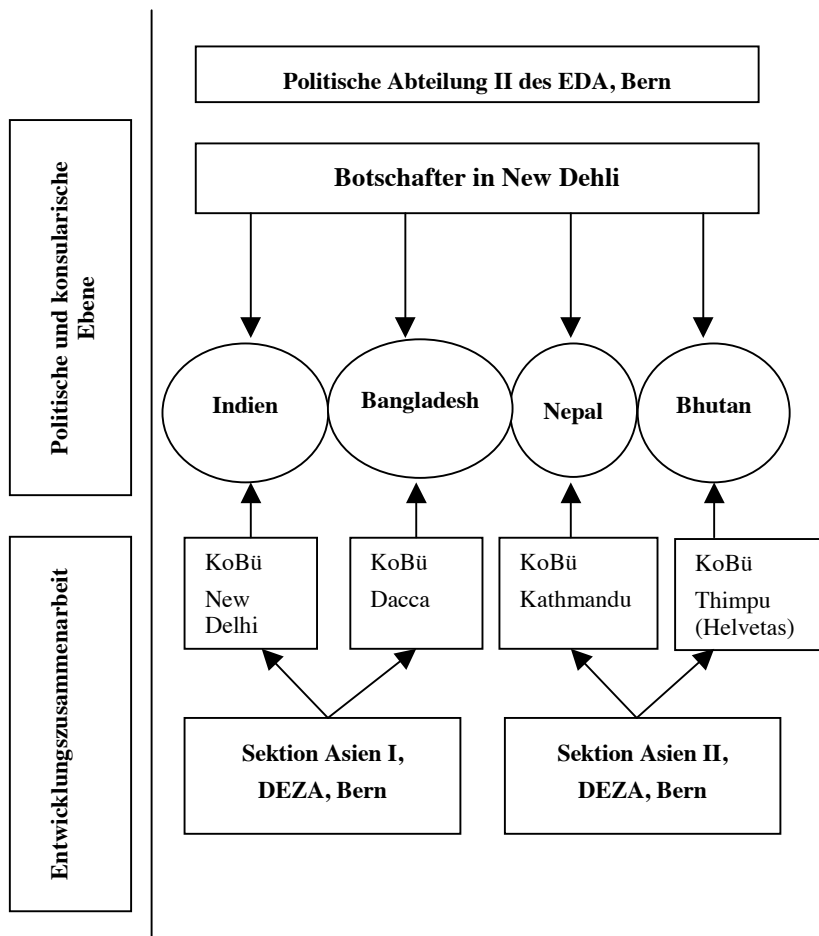 Politische Abteilung II des EDA, Bern
Botschafter in New Dehli
Politische und konsularische
Ebene
Indien
Bangladesh
Nepal
Bhutan
KoBü
New
Delhi
KoBü
Dacca
KoBü
Kathmandu
KoBü
Thimpu
(Helvetas)
Entwicklungszusammenarbeit
Sektion Asien I,
DEZA, Bern
Sektion Asien II,
DEZA, Bern